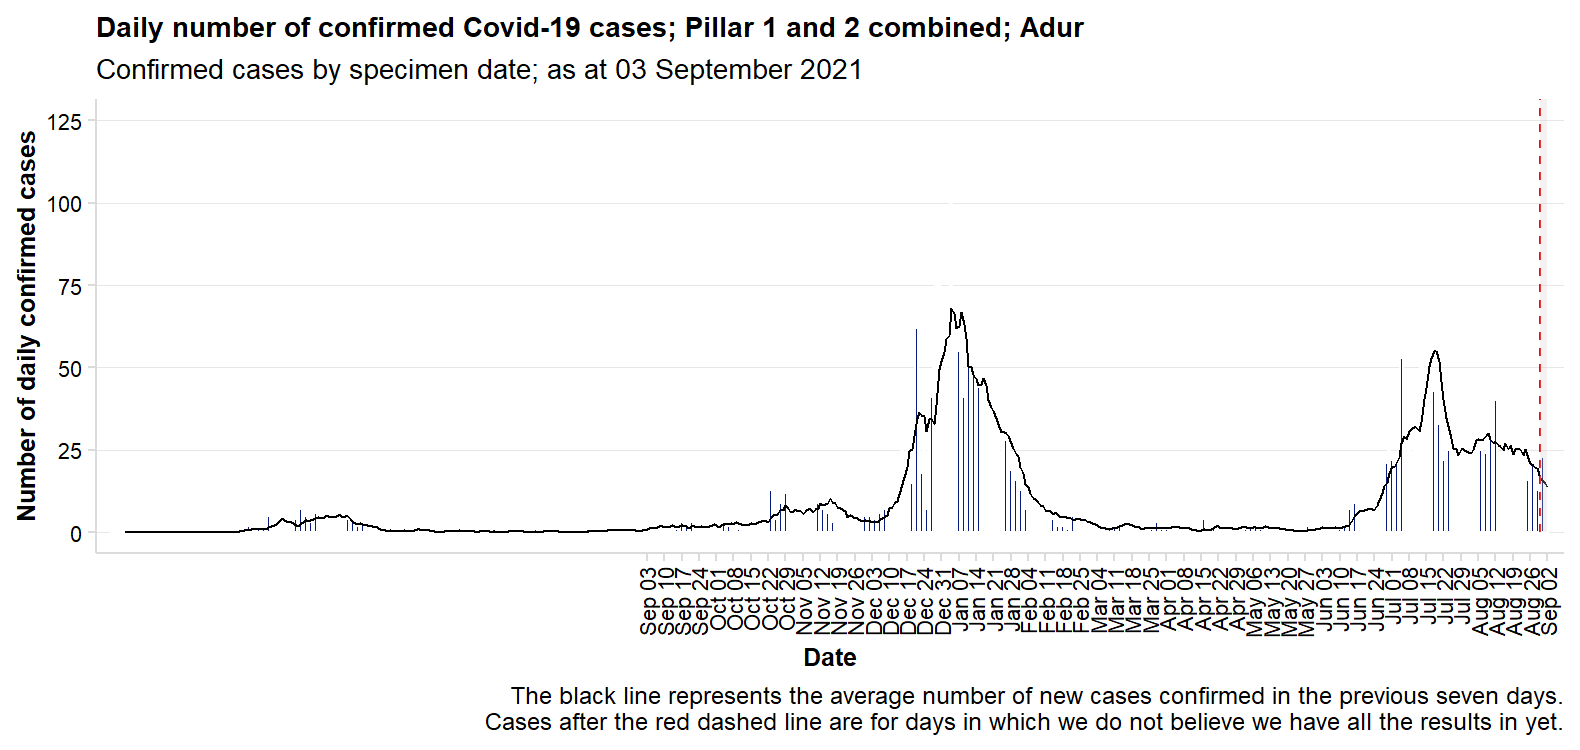 Daily number of confirmed Covid-19 cases; Pillar 1 and 2 combined; Adur
Confirmed cases by specimen date; as at 03 September 2021
Number of daily confirmed cases
125
100
75
50
25
0
Sep 03
Sep 10
Sep 17
Sep 24
Oct 01
Oct 08
Oct 15
Oct 22
Oct 29
Nov 05
Nov 12
Nov 19
Nov 26
Dec 03
Dec 10
Dec 17
Dec 24
Dec 31
Jan 07
Jan 14
Jan 21
Jan 28
Feb 04
Feb 11
Feb 18
Feb 25
Mar 04
Mar 11
Mar 18
Mar 25
Apr 01
Apr 08
Apr 15
Apr 22
Apr 29
May 06
May 13
May 20
May 27
Jun 03
Jun 10
Jun 17
Jun 24
Jul 01
Jul 08
Jul 15
Jul 22
Jul 29
Aug 05
Aug 12
Aug 19
Aug 26
Sep 02
Date
The black line represents the average number of new cases confirmed in the previous seven days.
Cases after the red dashed line are for days in which we do not believe we have all the results in yet.